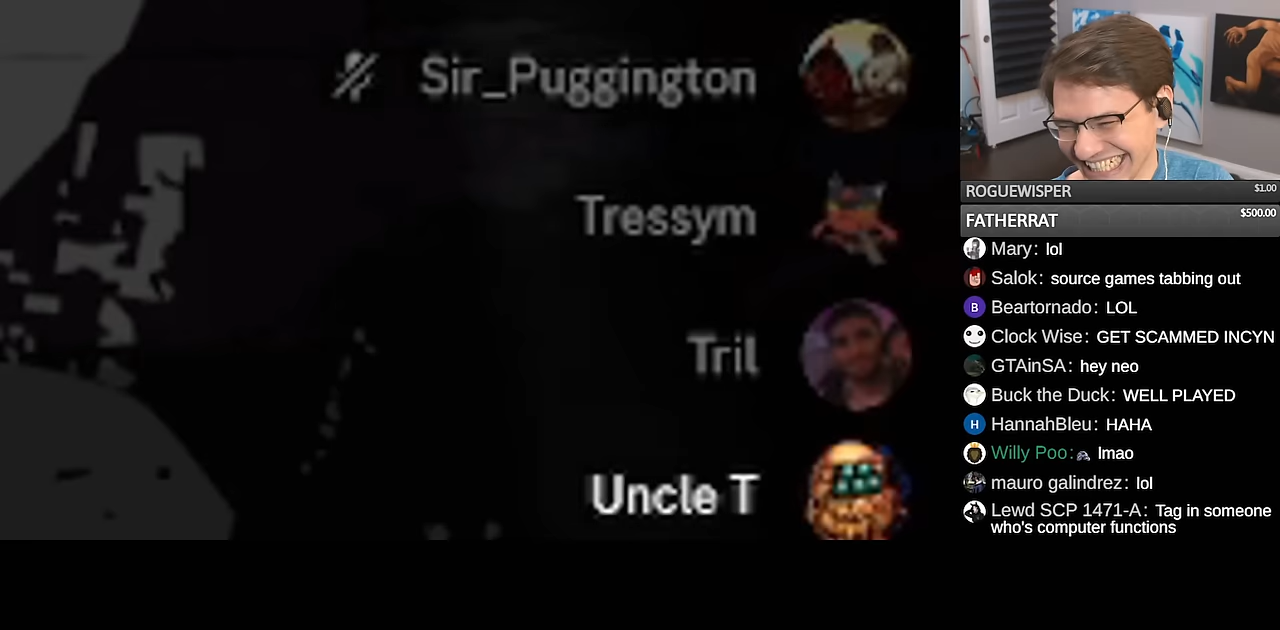 Sir_Puggington
Tressym
Tril
Uncle T
ROGUEWISPER $1.00
FATHERRAT $500.00
Mary: lol
Salok: source games tabbing out
B Beartornado: LOL
Clock Wise: GET SCAMMED INCYN
GTAinSA: hey neo
Buck the Duck: WELL PLAYED
H HannahBleu: HAHA
Willy Poo: lmao
mauro galindrez: lol
Lewd SCP 1471-A: Tag in someone
who's computer functions